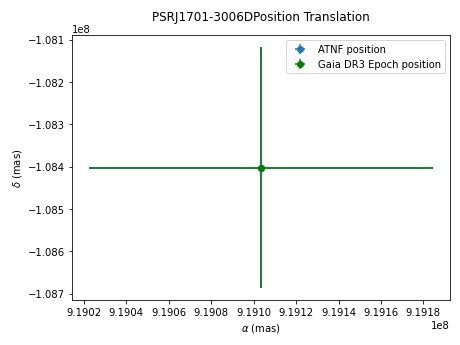 PSRJ1701-3006DPosition Translation
1e8
−1.081
−1.082
−1.083
−1.084
−1.085
−1.086
−1.087
δ (mas)
ATNF position
Gaia DR3 Epoch position
9.1902 9.1904 9.1906 9.1908 9.1910 9.1912 9.1914 9.1916 9.1918
1e8
α (mas)